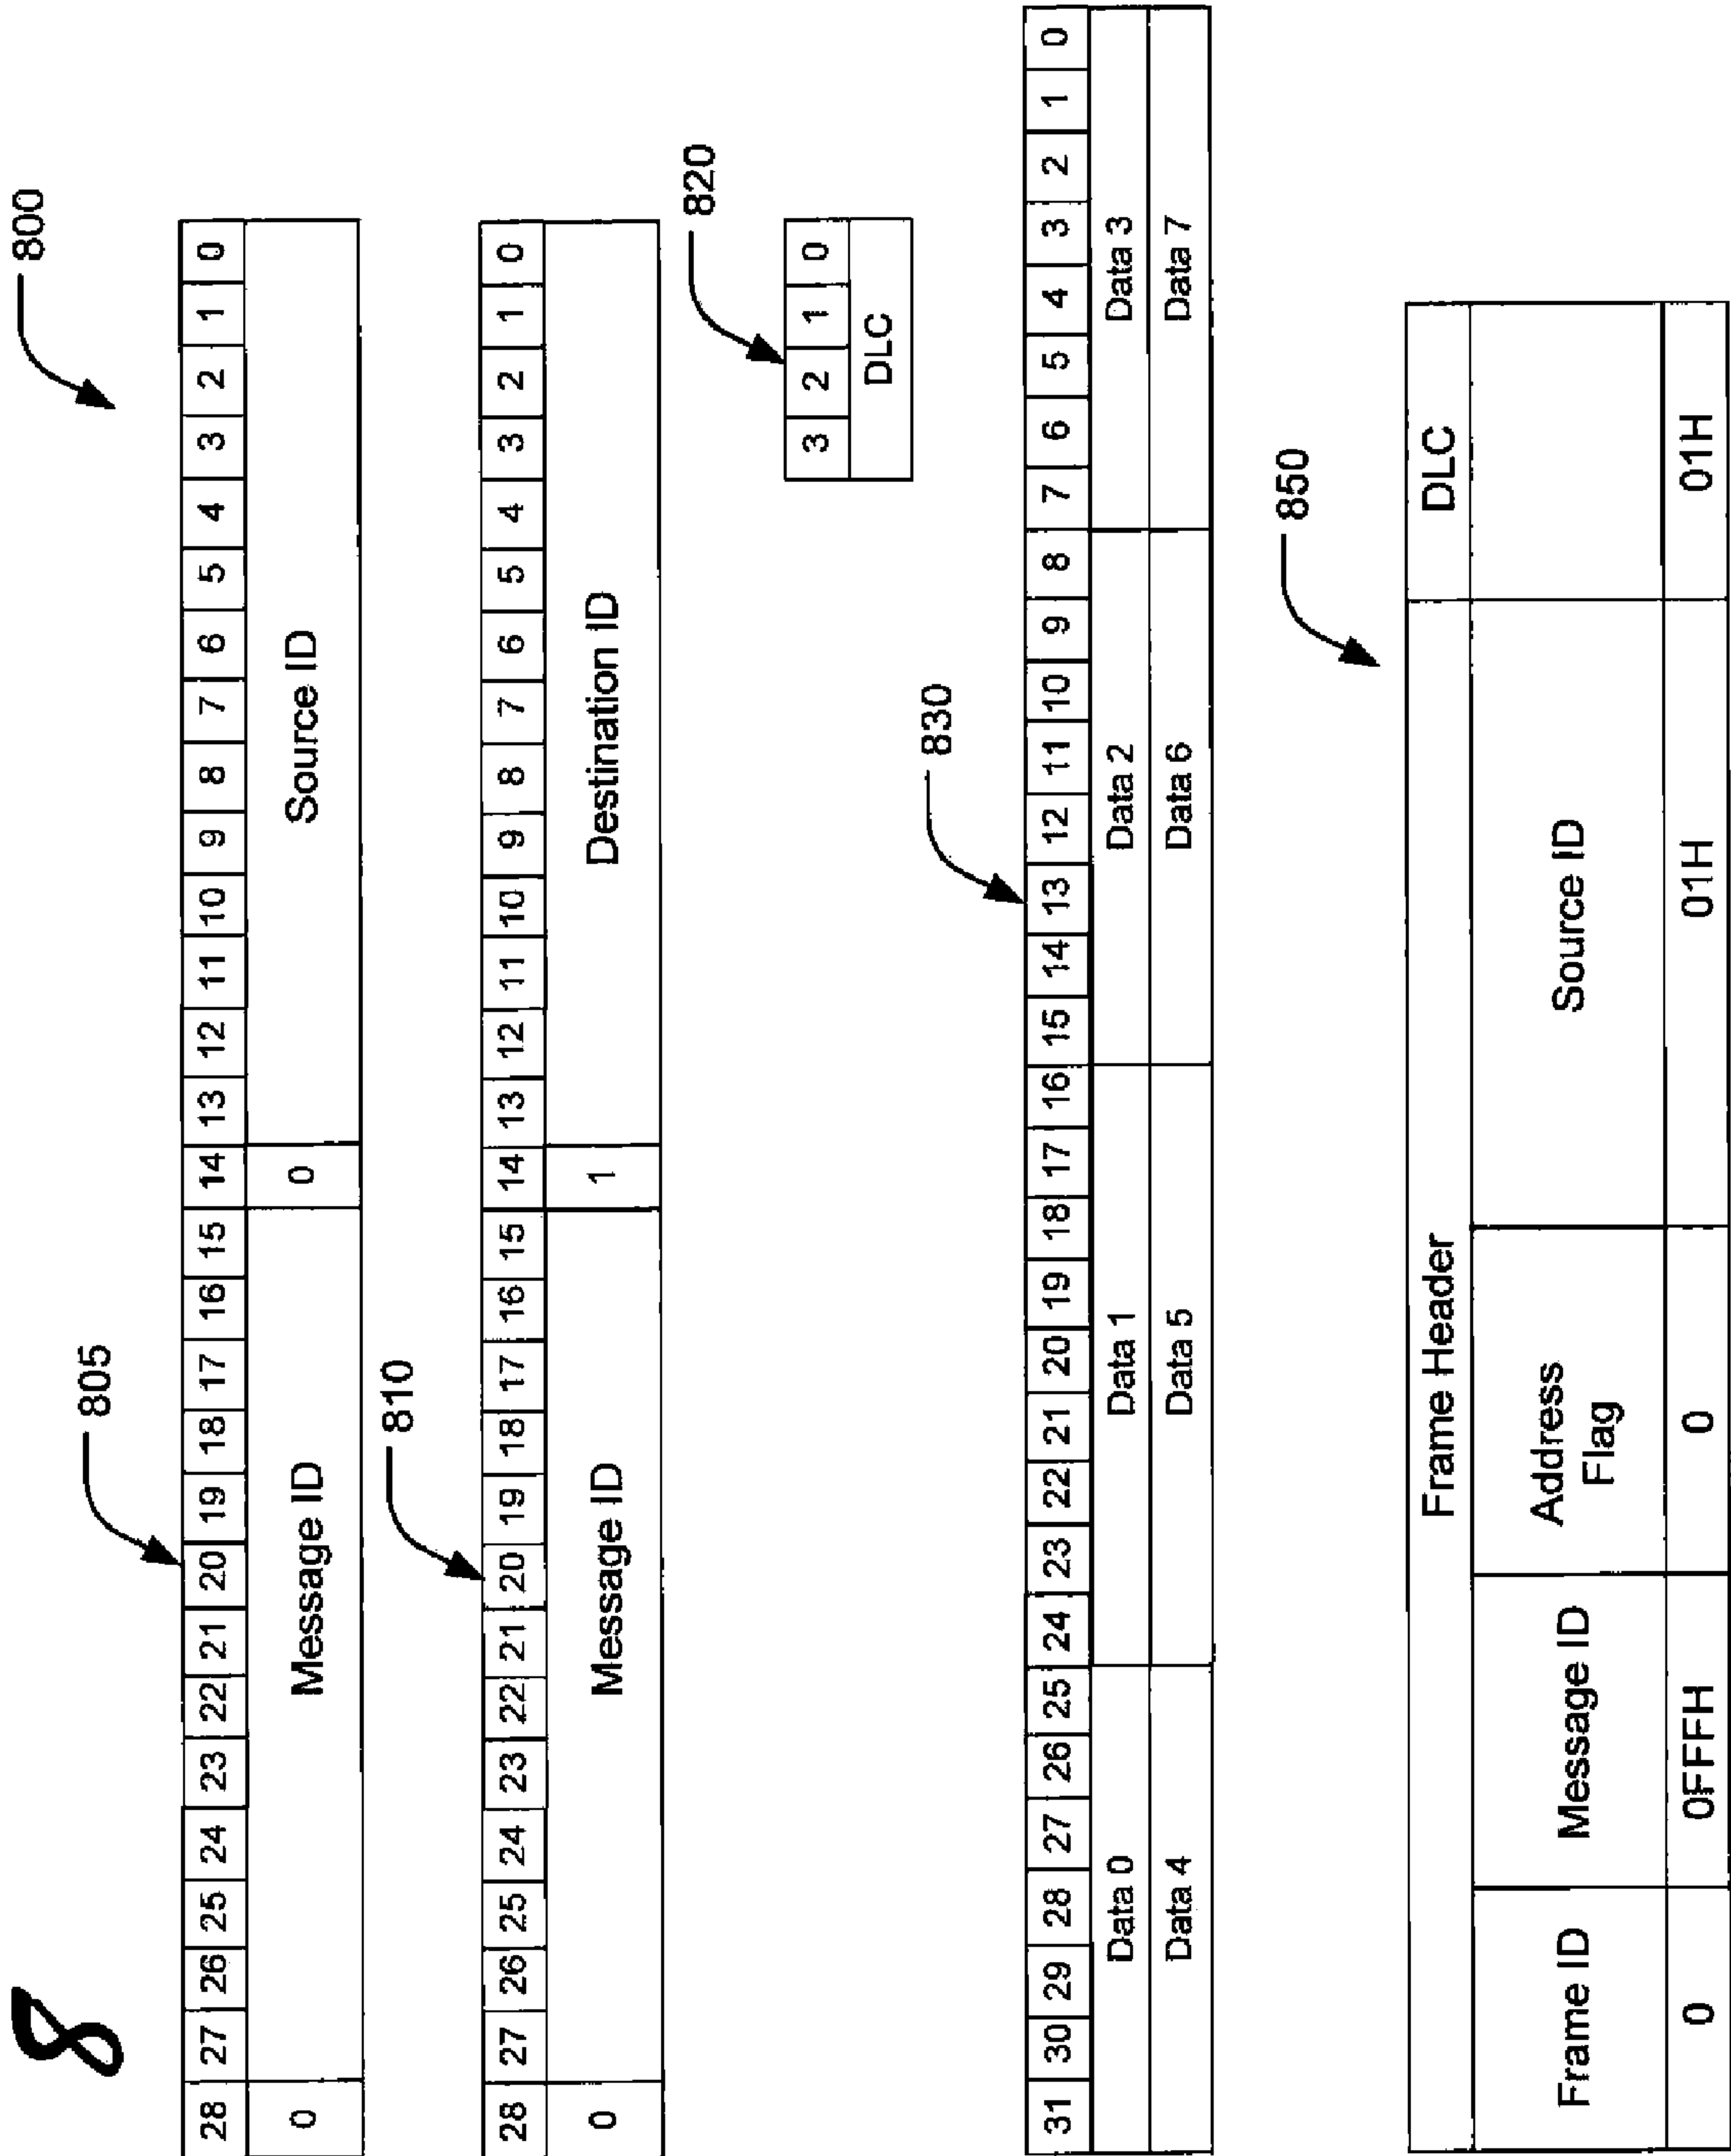 8
800
805
28 27 26 25 24 23 22 21 20 19 18 17 16 15 14 13 12 11 10 9 8 7 6 5 4 3 2 1 0
0 Message ID 0 Source ID
810
28 27 26 25 24 23 22 21 20 19 18 17 16 15 14 13 12 11 10 9 8 7 6 5 4 3 2 1 0
0 Message ID 1 Destination ID
820
3 2 1 0
DLC
830
31 30 29 28 27 26 25 24 23 22 21 20 19 18 17 16 15 14 13 12 11 10 9 8 7 6 5 4 3 2 1 0
Data 0 Data 1 Data 2 Data 3
Data 4 Data 5 Data 6 Data 7
850
Frame Header DLC
Frame ID Message ID Address Flag Source ID
0 0FFFH 0 01H 01H